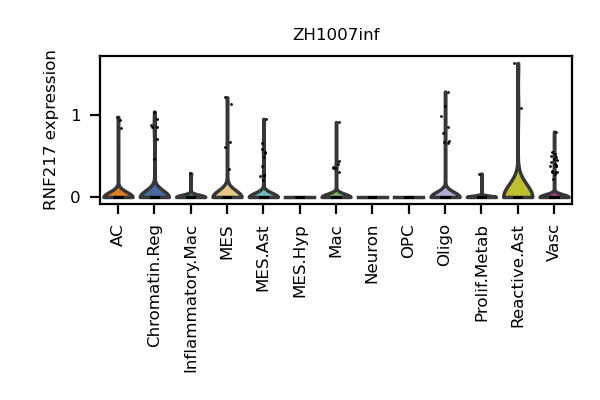 ZH1007inf
RNF217 expression
1
0
AC
Chromatin.Reg
Inflammatory.Mac
MES
MES.Ast
MES.Hyp
Mac
Neuron
OPC
Oligo
Prolif.Metab
Reactive.Ast
Vasc